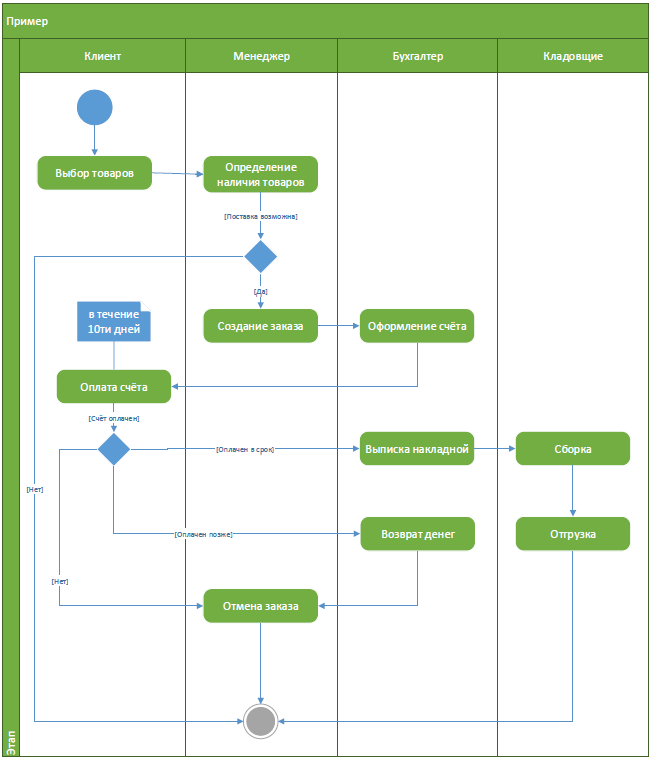 Пример
Клиент
Менеджер
Бухгалтер
Кладовщие
Выбор товаров
Определение
наличия товаров
[Поставка возможна]
[Да]
в течение
10ти дней
Создание заказа
Оформление счёта
Оплата счёта
[Счёт оплачен]
[Оплачен в срок]
Выписка накладной
Сборка
[Нет]
[Оплачен позже]
Возврат денег
Отгрузка
[Нет]
Отмена заказа
Этап